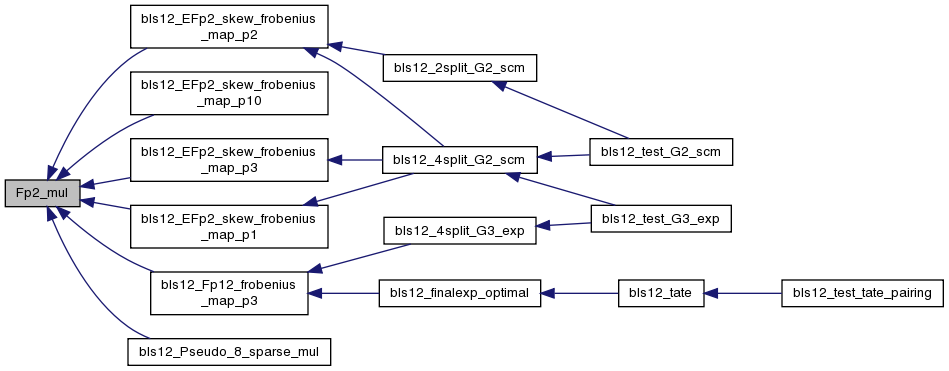 Fp2_mul
bls12_EFp2_skew_frobenius
_map_p2
bls12_EFp2_skew_frobenius
_map_p10
bls12_EFp2_skew_frobenius
_map_p3
bls12_EFp2_skew_frobenius
_map_p1
bls12_Fp12_frobenius
_map_p3
bls12_Pseudo_8_sparse_mul
bls12_2split_G2_scm
bls12_4split_G2_scm
bls12_4split_G3_exp
bls12_finalexp_optimal
bls12_test_G2_scm
bls12_test_G3_exp
bls12_tate
bls12_test_tate_pairing